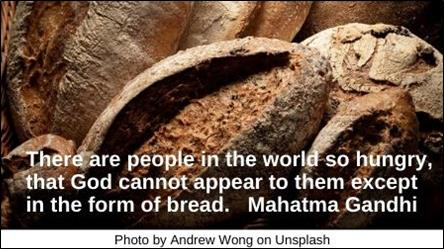 There are people in the world so hungry,
that God cannot appear to them except
in the form of bread.   Mahatma Gandhi
Photo by Andrew Wong on Unsplash